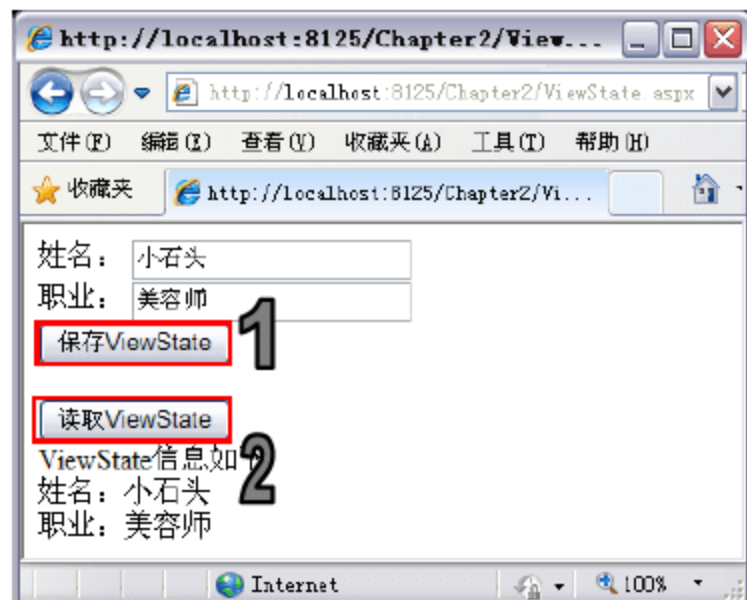 http://localhost:8125/Chapter2/View...
http://localhost:8125/Chapter2/ViewState.aspx
文件(F) 编辑(E) 查看(V) 收藏夹(A) 工具(T) 帮助(H)
收藏夹 http://localhost:8125/Chapter2/Vi...
姓名： 小石头
职业： 美容师
保存ViewState
1
读取ViewState
ViewState信息如
2
姓名：小石头
职业：美容师
Internet 100%